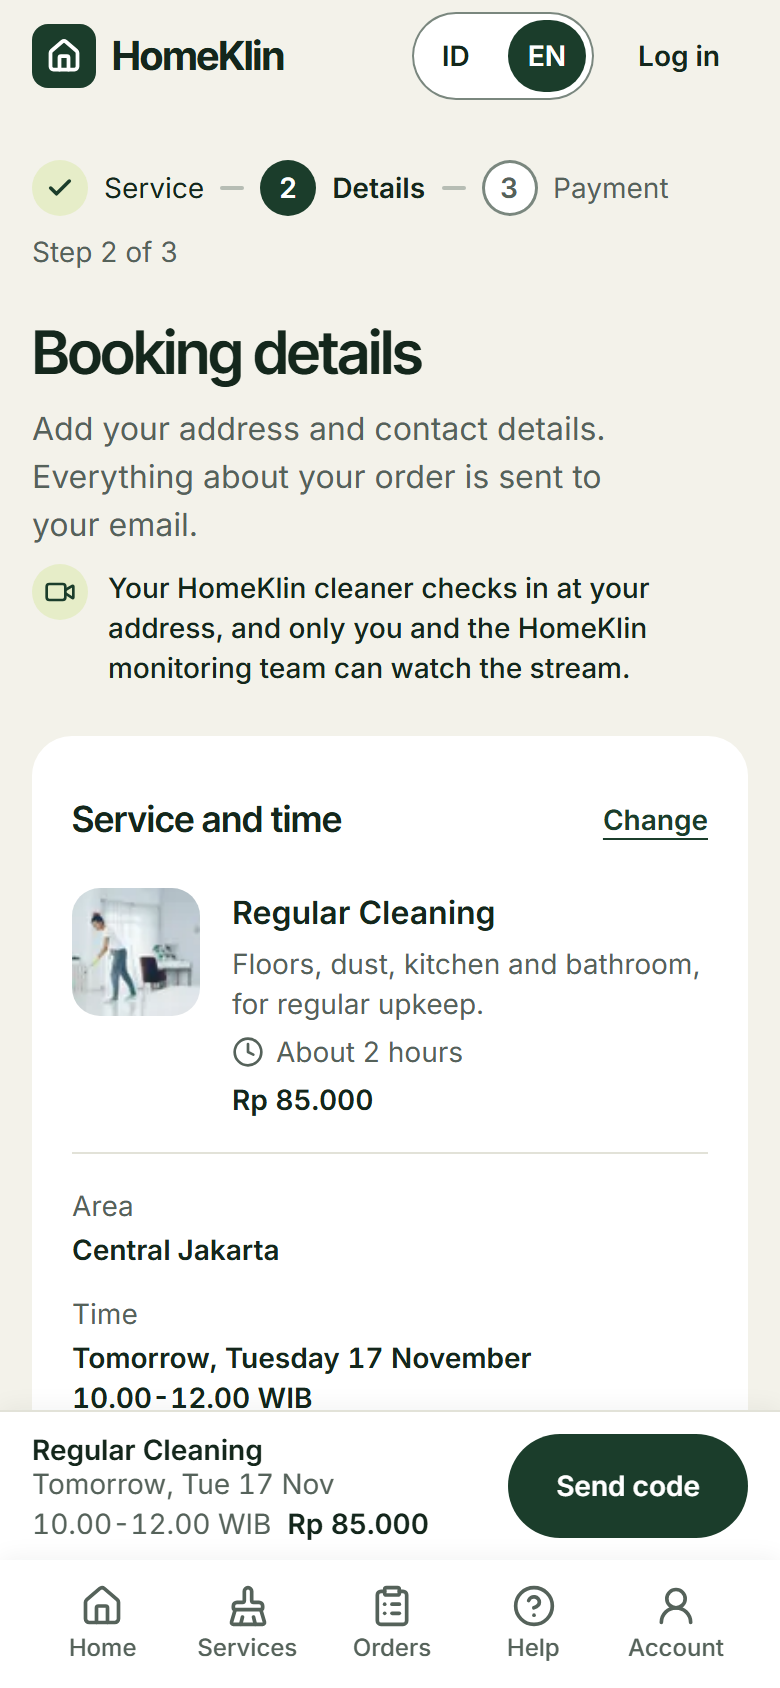 HomeKlin
ID
EN
Log in
Service
2
Details
3
Payment
Step 2 of 3
Booking details
Add your address and contact details.
Everything about your order is sent to
your email.
Your HomeKlin cleaner checks in at your
address, and only you and the HomeKlin
monitoring team can watch the stream.
Service and time
Change
Regular Cleaning
Floors, dust, kitchen and bathroom,
for regular upkeep.
About 2 hours
Rp 85.000
Area
Central Jakarta
Time
Tomorrow, Tuesday 17 November
10.00-12.00 WIB
Regular Cleaning
Tomorrow, Tue 17 Nov
10.00-12.00 WIB Rp 85.000
Send code
Home
Services
Orders
Help
Account